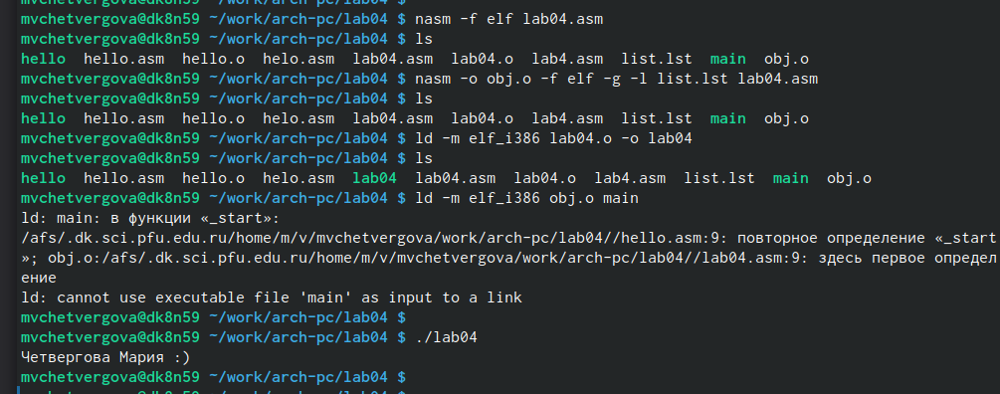 mvchetvergova@dk8n59 ~/work/arch-pc/lab04 $ nasm -f elf lab04.asm
mvchetvergova@dk8n59 ~/work/arch-pc/lab04 $ ls
hello  hello.asm  hello.o  helo.asm  lab04.asm  lab04.o  lab4.asm  list.lst  main  obj.o
mvchetvergova@dk8n59 ~/work/arch-pc/lab04 $ nasm -o obj.o -f elf -g -l list.lst lab04.asm
mvchetvergova@dk8n59 ~/work/arch-pc/lab04 $ ls
hello  hello.asm  hello.o  helo.asm  lab04.asm  lab04.o  lab4.asm  list.lst  main  obj.o
mvchetvergova@dk8n59 ~/work/arch-pc/lab04 $ ld -m elf_i386 lab04.o -o lab04
mvchetvergova@dk8n59 ~/work/arch-pc/lab04 $ ls
hello  hello.asm  hello.o  helo.asm  lab04  lab04.asm  lab04.o  lab4.asm  list.lst  main  obj.o
mvchetvergova@dk8n59 ~/work/arch-pc/lab04 $ ld -m elf_i386 obj.o main
ld: main: в функции «_start»:
/afs/.dk.sci.pfu.edu.ru/home/m/v/mvchetvergova/work/arch-pc/lab04//hello.asm:9: повторное определение «_start
»; obj.o:/afs/.dk.sci.pfu.edu.ru/home/m/v/mvchetvergova/work/arch-pc/lab04//lab04.asm:9: здесь первое определ
ение
ld: cannot use executable file 'main' as input to a link
mvchetvergova@dk8n59 ~/work/arch-pc/lab04 $
mvchetvergova@dk8n59 ~/work/arch-pc/lab04 $ ./lab04
Четвергова Мария :)
mvchetvergova@dk8n59 ~/work/arch-pc/lab04 $